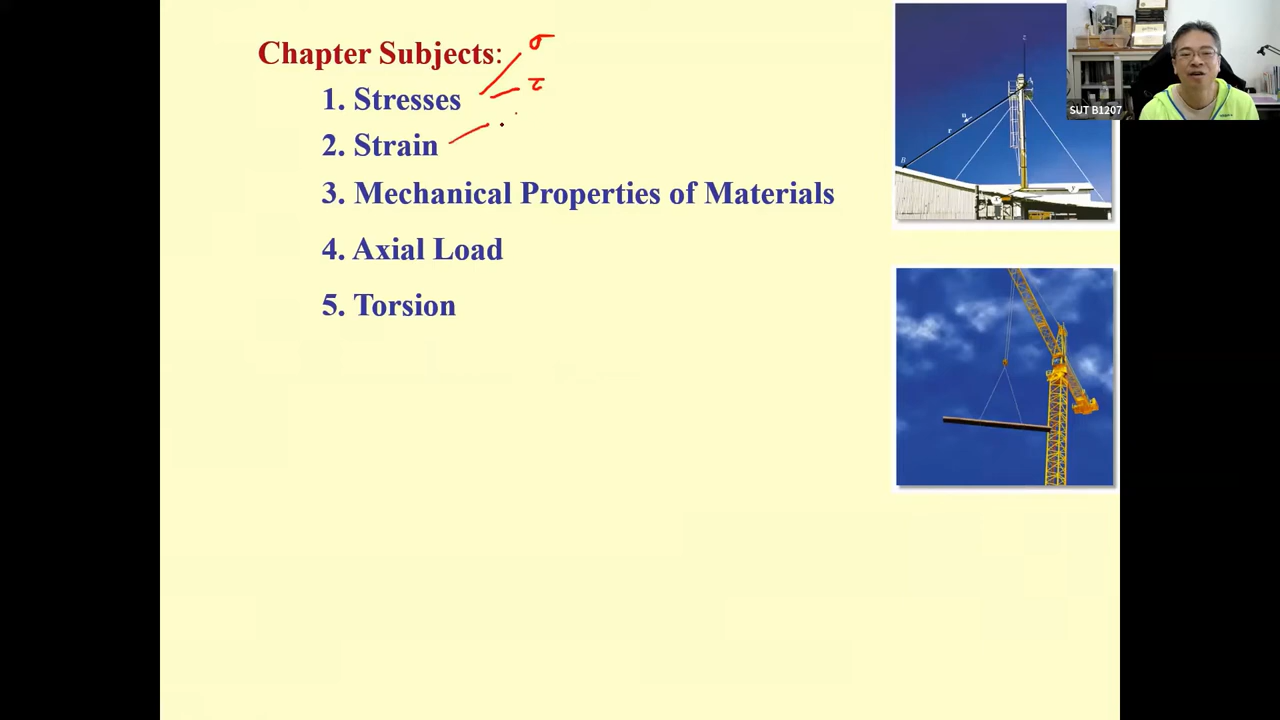 Chapter Subjects:
σ
1. Stresses
τ
2. Strain
3. Mechanical Properties of Materials
4. Axial Load
5. Torsion
z
u
r
B
y
x
SUT B1207